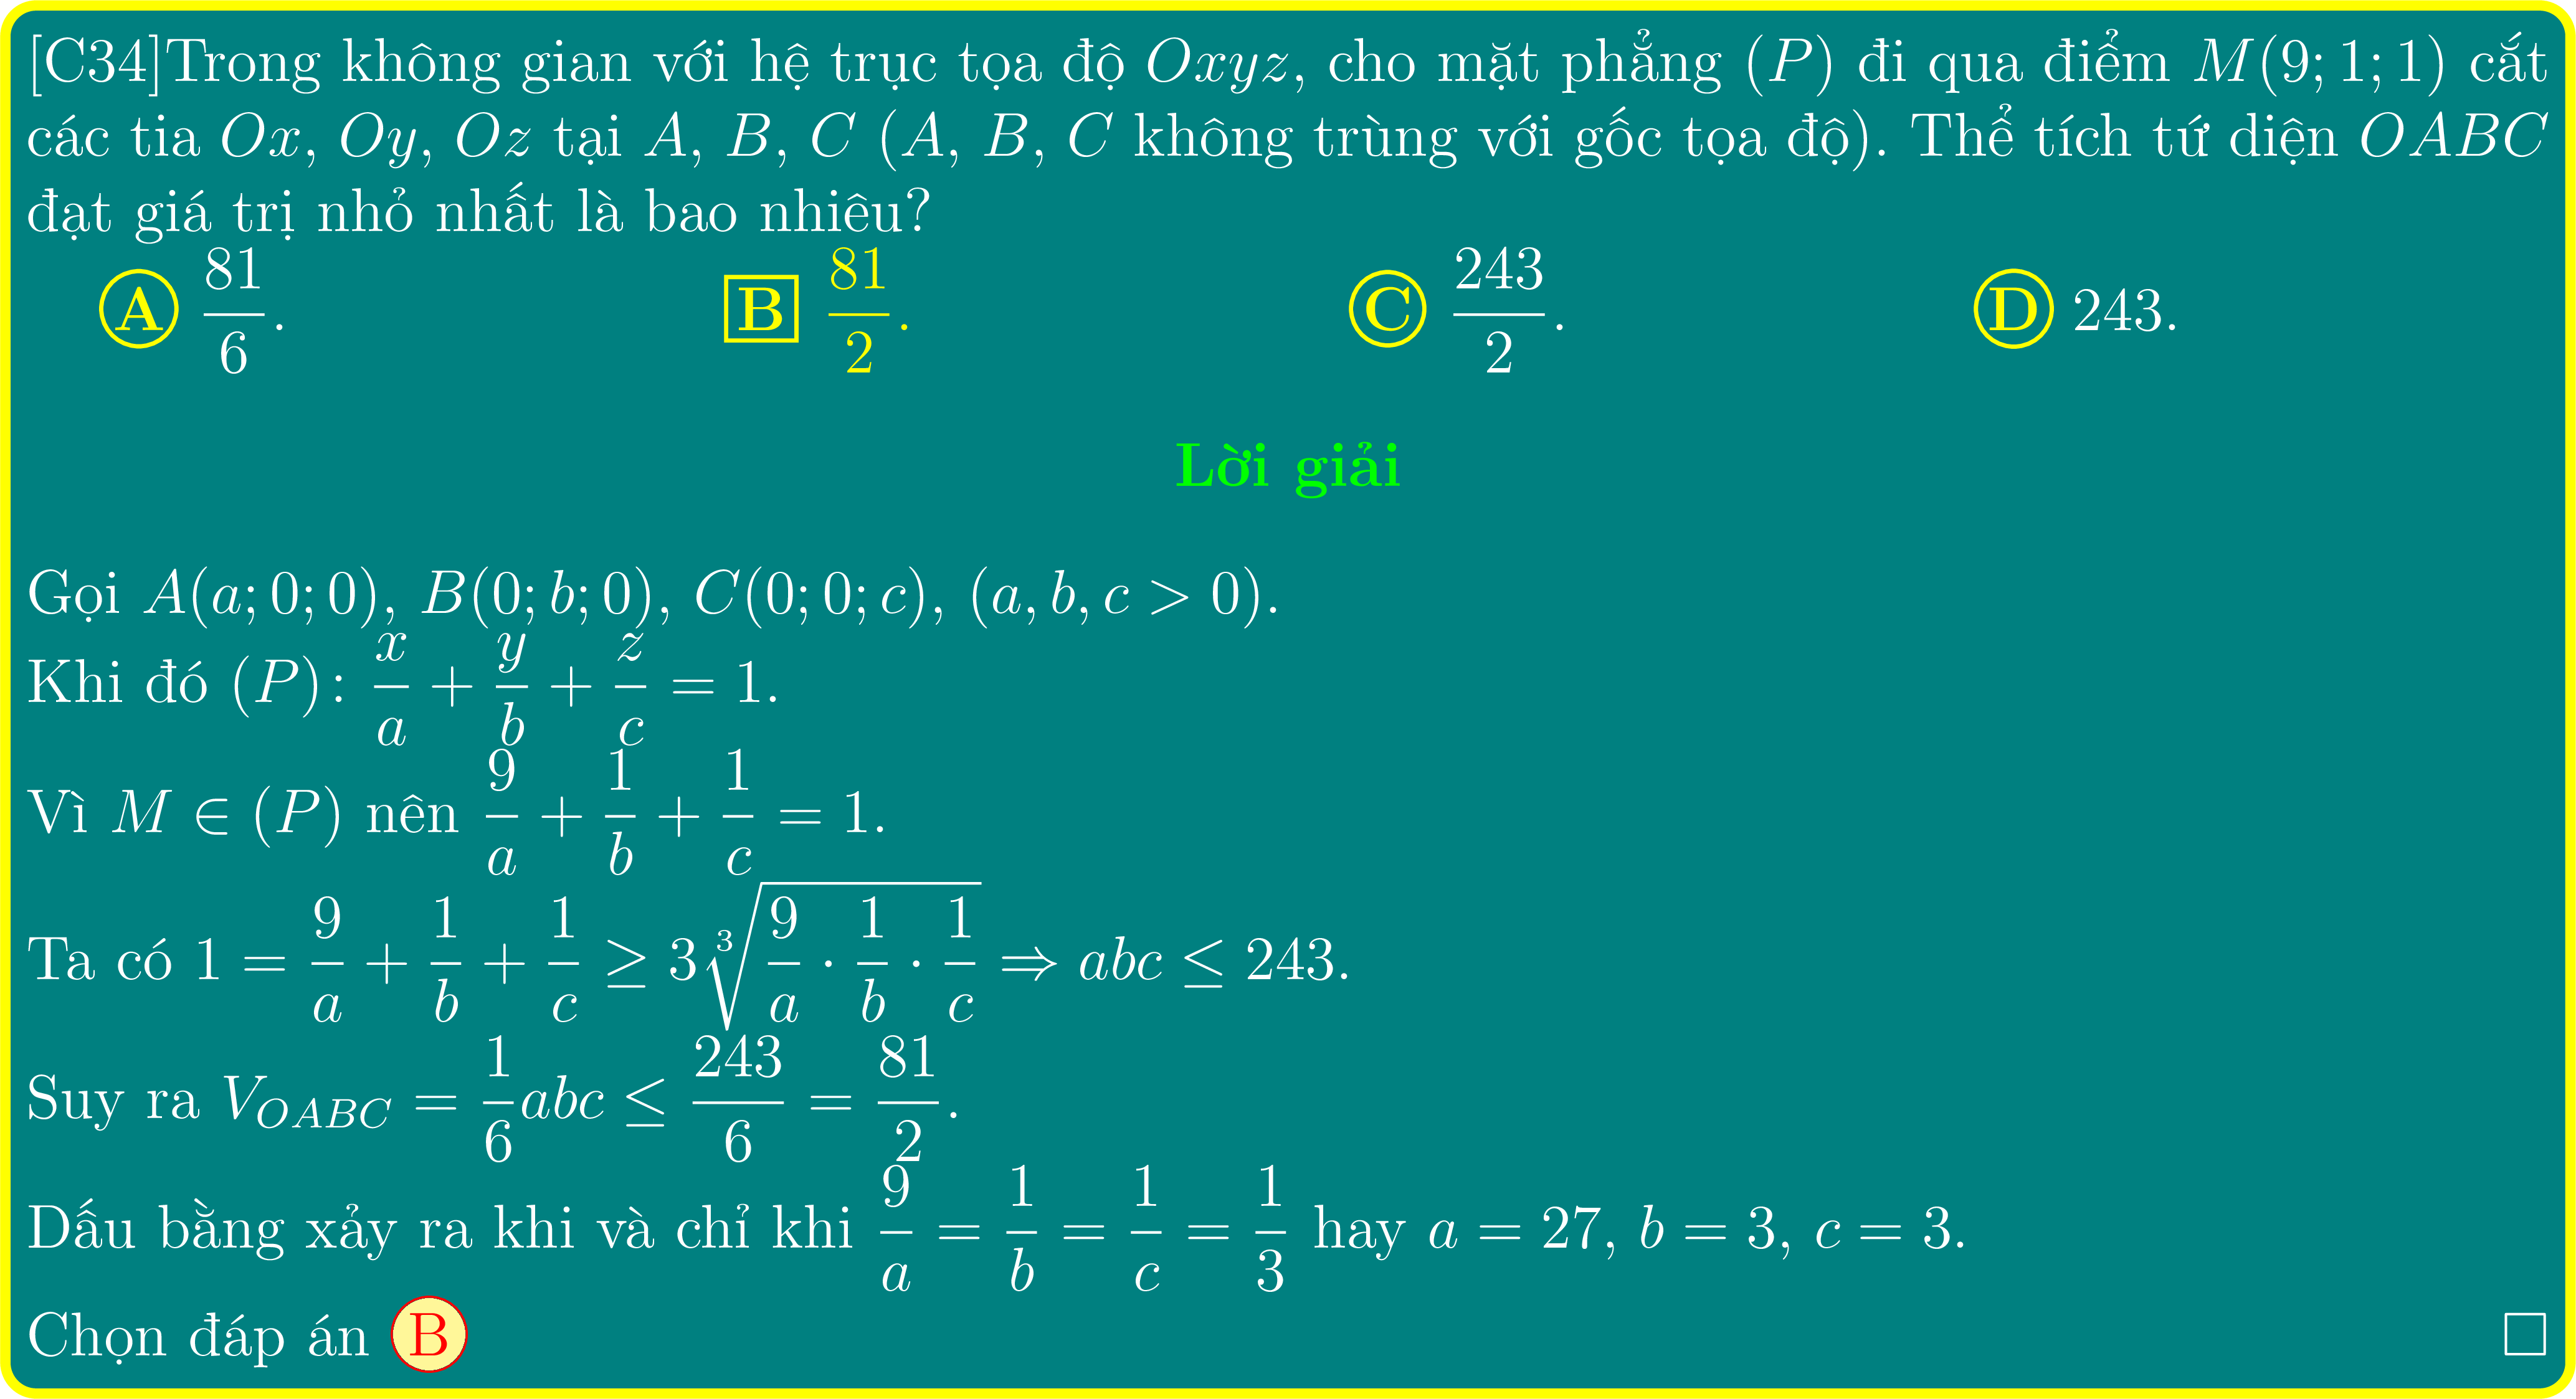 [C34]Trong không gian với hệ trục tọa độ Oxyz, cho mặt phẳng (P) đi qua điểm M(9; 1; 1) cắt
các tia Ox, Oy, Oz tại A, B, C (A, B, C không trùng với gốc tọa độ). Thể tích tứ diện OABC
đạt giá trị nhỏ nhất là bao nhiêu?
A $\frac{81}{6}$. B $\frac{81}{2}$. C $\frac{243}{2}$. D 243.
Lời giải
Gọi A(a; 0; 0), B(0; b; 0), C(0; 0; c), (a, b, c > 0).
Khi đó (P): $\frac{x}{a} + \frac{y}{b} + \frac{z}{c} = 1$.
Vì M ∈ (P) nên $\frac{9}{a} + \frac{1}{b} + \frac{1}{c} = 1$.
Ta có $1 = \frac{9}{a} + \frac{1}{b} + \frac{1}{c} \geq 3\sqrt[3]{\frac{9}{a} \cdot \frac{1}{b} \cdot \frac{1}{c}} \Rightarrow abc \leq 243$.
Suy ra $V_{OABC} = \frac{1}{6}abc \leq \frac{243}{6} = \frac{81}{2}$.
Dấu bằng xảy ra khi và chỉ khi $\frac{9}{a} = \frac{1}{b} = \frac{1}{c} = \frac{1}{3}$ hay a = 27, b = 3, c = 3.
Chọn đáp án B □